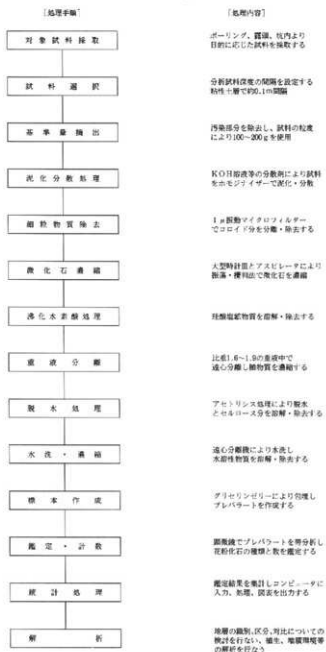 [処理手順]
[処理内容]
対象試料採取
ボーリング、露頭、坑内より
目的に応じた試料を採取する
試料選択
分析試料深度の間隔を設定する
粘性土層で約0.1m間隔
基準量摘出
汚染部分を除去し、試料の粒度
により100~200gを使用
泥化分散処理
KOH溶液等の分散剤により試料
をホモジナイザーで泥化・分散
細粒物質除去
1μ振動マイクロフィルター
でコロイド分を分離・除去する
微化石濃縮
大型時計皿とアスピレータにより
振盪・攪判法で微化石を濃縮
沸化水素酸処理
珪酸塩鉱物質を溶解・除去する
重液分離
比重1.6~1.9の重液中で
遠心分離し植物質を濃縮する
脱水処理
アセトリシス処理により脱水
とセルロース分を溶解・除去する
水洗・濃縮
遠心分離機により水洗し
水溶性物質を溶解・除去する
標本作成
グリセリンゼリーにより包埋し
プレパラートを作成する
鑑定・計数
顕微鏡でプレパラートを帯分析し
花粉化石の種類と数を鑑定する
統計処理
鑑定結果を集計しコンピュータに
入力、処理、図表を出力する
解析
地層の識別、区分、対比についての
検討を行ない、植生、堆積環境等
の解析を行なう